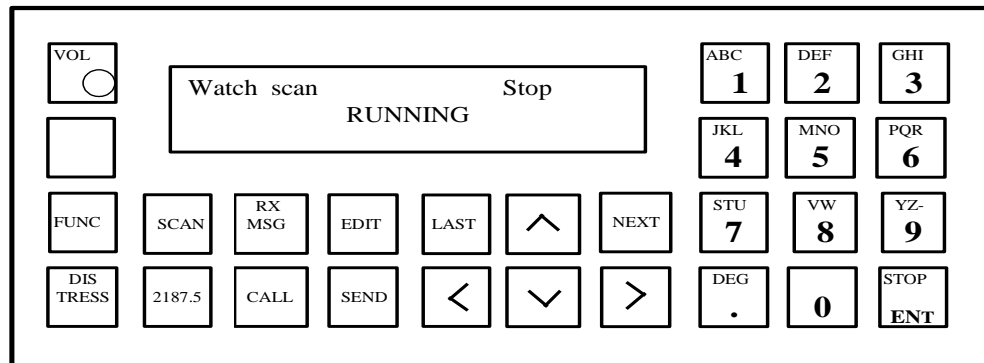 VOL
Watch scan Stop
RUNNING
ABC DEF GHI
1 2 3
JKL MNO PQR
4 5 6
FUNC SCAN RX MSG EDIT LAST NEXT
STU VW YZ-
7 8 9
DIS TRESS 2187.5 CALL SEND
DEG STOP
. 0 ENT